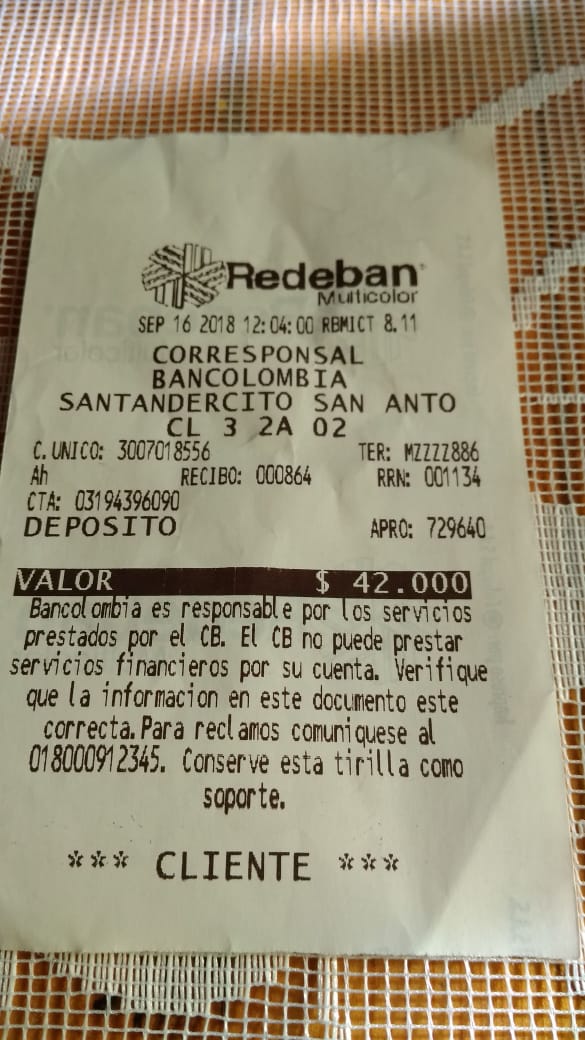 Redeban
Multicolor
SEP 16 2018 12:04:00 RBMICT 8.11
CORRESPONSAL
BANCOLOMBIA
SANTANDERCITO SAN ANTO
CL 3 2A 02
C.UNICO: 3007018556 TER: MZZZZ886
Ah RECIBO: 000864 RRN: 001134
CTA: 03194396090
DEPOSITO APRO: 729640
VALOR $ 42.000
Bancolombia es responsable por los servicios
prestados por el CB. El CB no puede prestar
servicios financieros por su cuenta. Verifique
que la informacion en este documento este
correcta.Para reclamos comuniquese al
018000912345. Conserve esta tirilla como
soporte.
*** CLIENTE ***